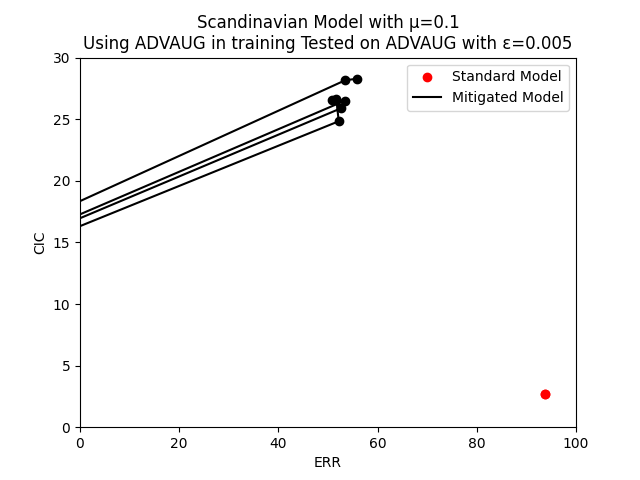 Scandinavian Model with μ=0.1
Using ADVAUG in training Tested on ADVAUG with ε=0.005
Standard Model
Mitigated Model
30
25
20
15
10
5
0
CIC
0 20 40 60 80 100
ERR